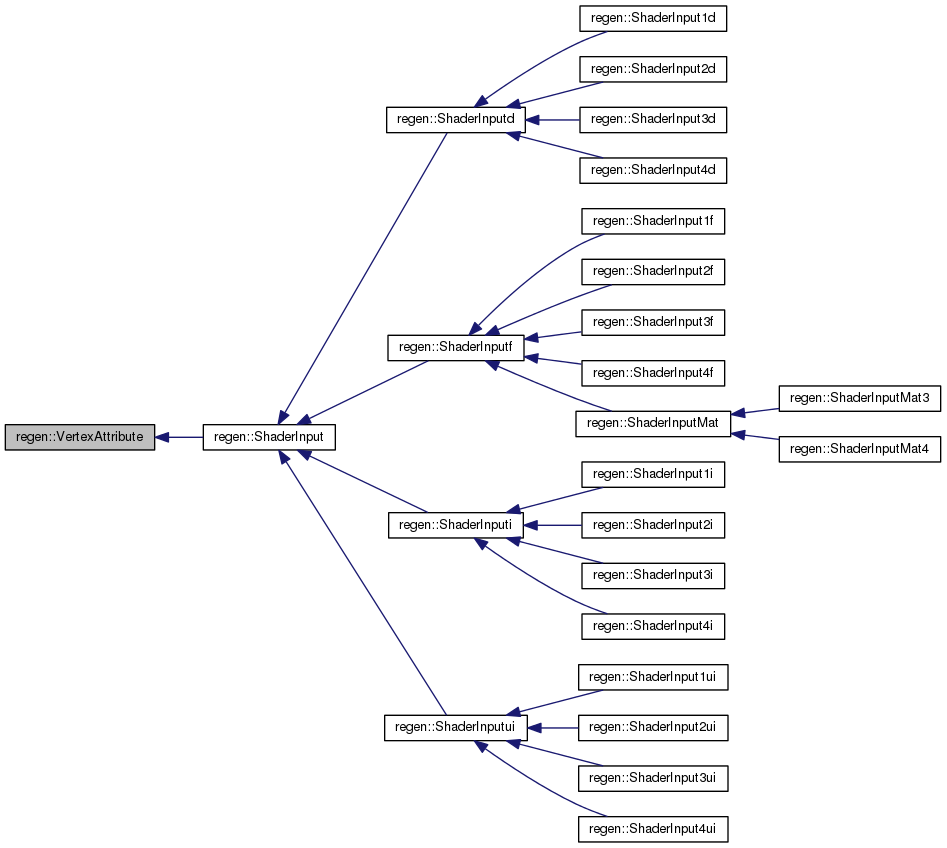 regen::ShaderInput1d
regen::ShaderInput2d
regen::ShaderInputd
regen::ShaderInput3d
regen::ShaderInput4d
regen::ShaderInput1f
regen::ShaderInput2f
regen::ShaderInput3f
regen::ShaderInputf
regen::ShaderInput4f
regen::ShaderInputMat3
regen::ShaderInputMat
regen::VertexAttribute
regen::ShaderInput
regen::ShaderInputMat4
regen::ShaderInput1i
regen::ShaderInputi
regen::ShaderInput2i
regen::ShaderInput3i
regen::ShaderInput4i
regen::ShaderInput1ui
regen::ShaderInputui
regen::ShaderInput2ui
regen::ShaderInput3ui
regen::ShaderInput4ui